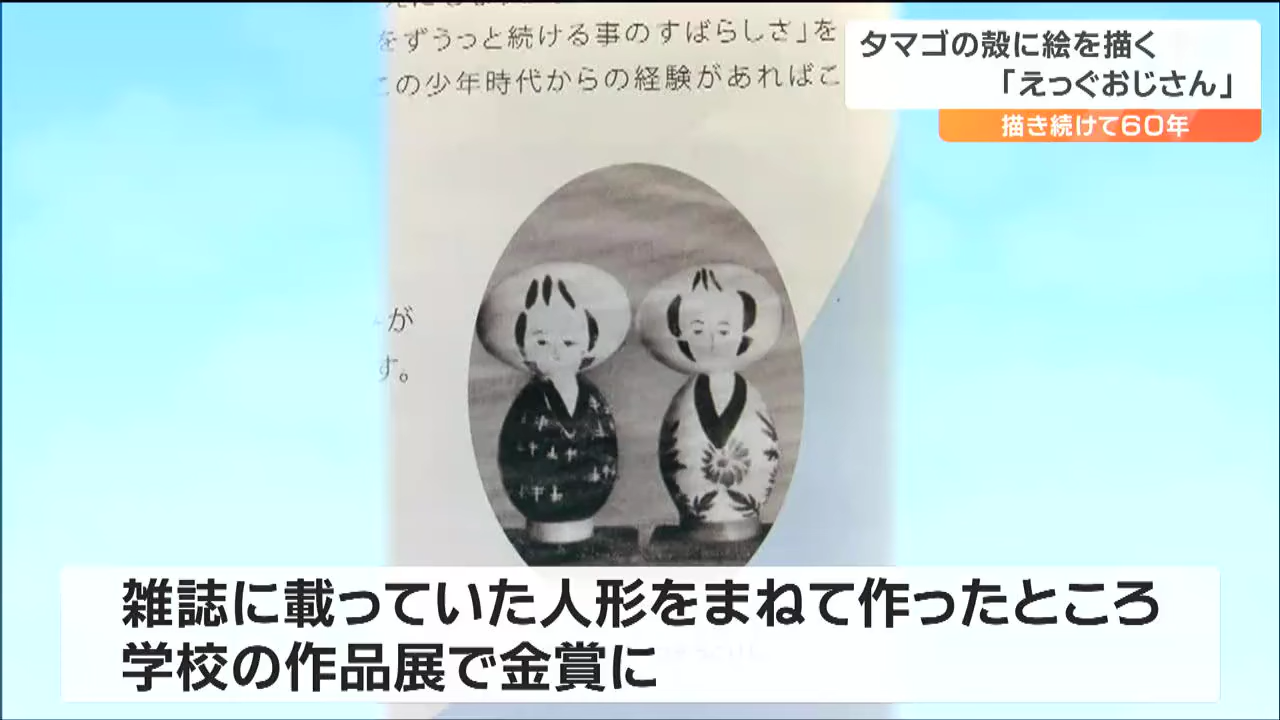 をずうっと続ける事のすばらしさ」を
の少年時代からの経験があればこ
が
す。
タマゴの殻に絵を描く
「えっぐおじさん」
描き続けて60年
雑誌に載っていた人形をまねて作ったところ
学校の作品展で金賞に